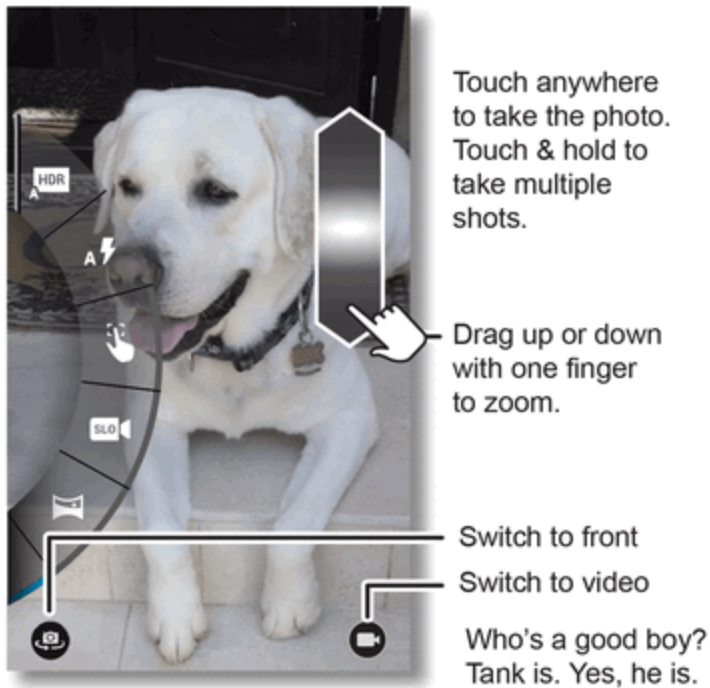 Touch anywhere
to take the photo.
Touch & hold to
take multiple
shots.
HDR
A
A
Drag up or down
with one finger
to zoom.
SLO
Switch to front
Switch to video
Who's a good boy?
Tank is. Yes, he is.